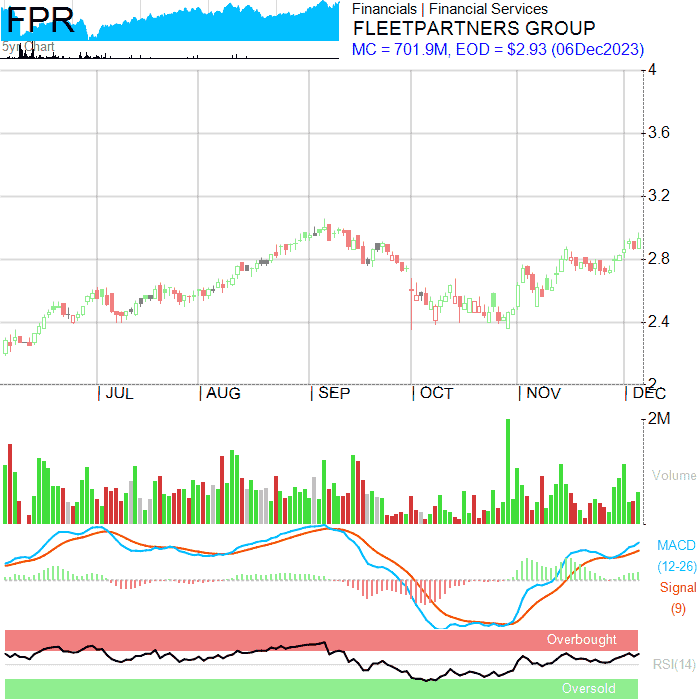 FPR
5yr Chart
Financials | Financial Services
FLEETPARTNERS GROUP
MC = 701.9M, EOD = $2.93 (06Dec2023)
4
3.6
3.2
2.8
2.4
2
JUL
AUG
SEP
OCT
NOV
DEC
2M
Volume
MACD
(12-26)
Signal
(9)
Overbought
RSI(14)
Oversold